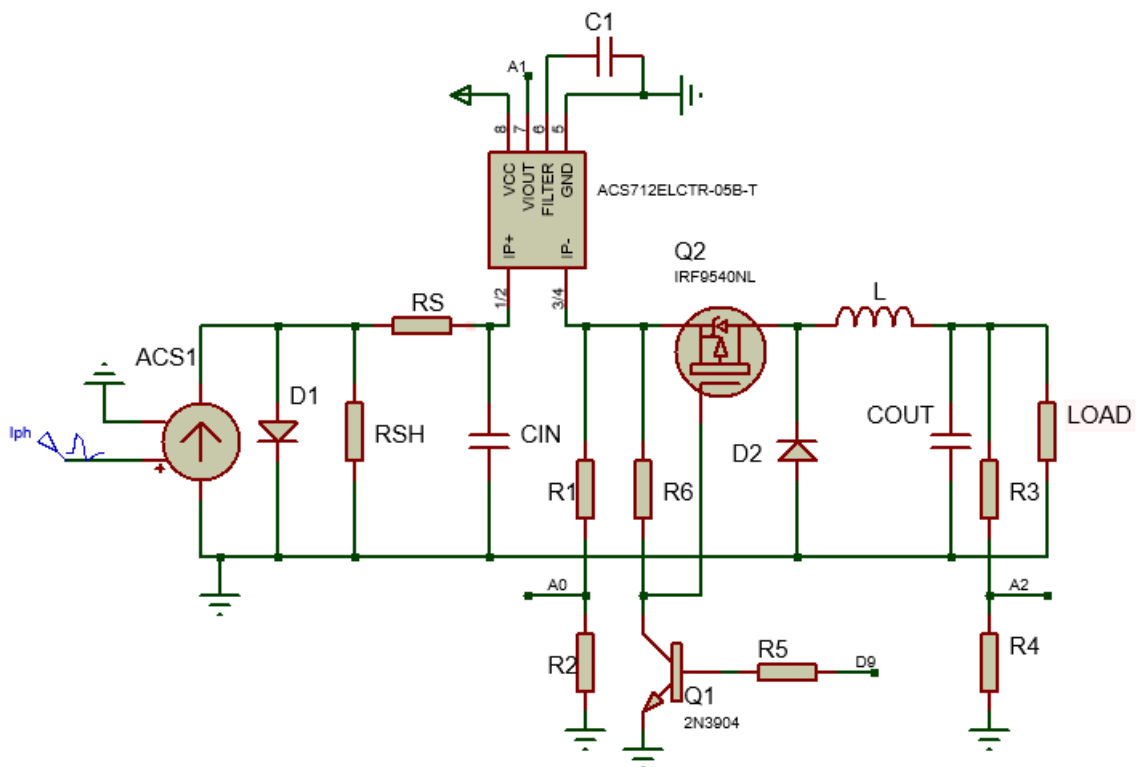 C1
A1
8
7
6
5
VCC
VIOUT
FILTER
GND
ACS712ELCTR-05B-T
IP+
IP-
1/2
3/4
Q2
IRF9540NL
RS
L
ACS1
D1
Iph
RSH
CIN
COUT
LOAD
D2
R1
R6
R3
A0
A2
R2
R5
D9
R4
Q1
2N3904